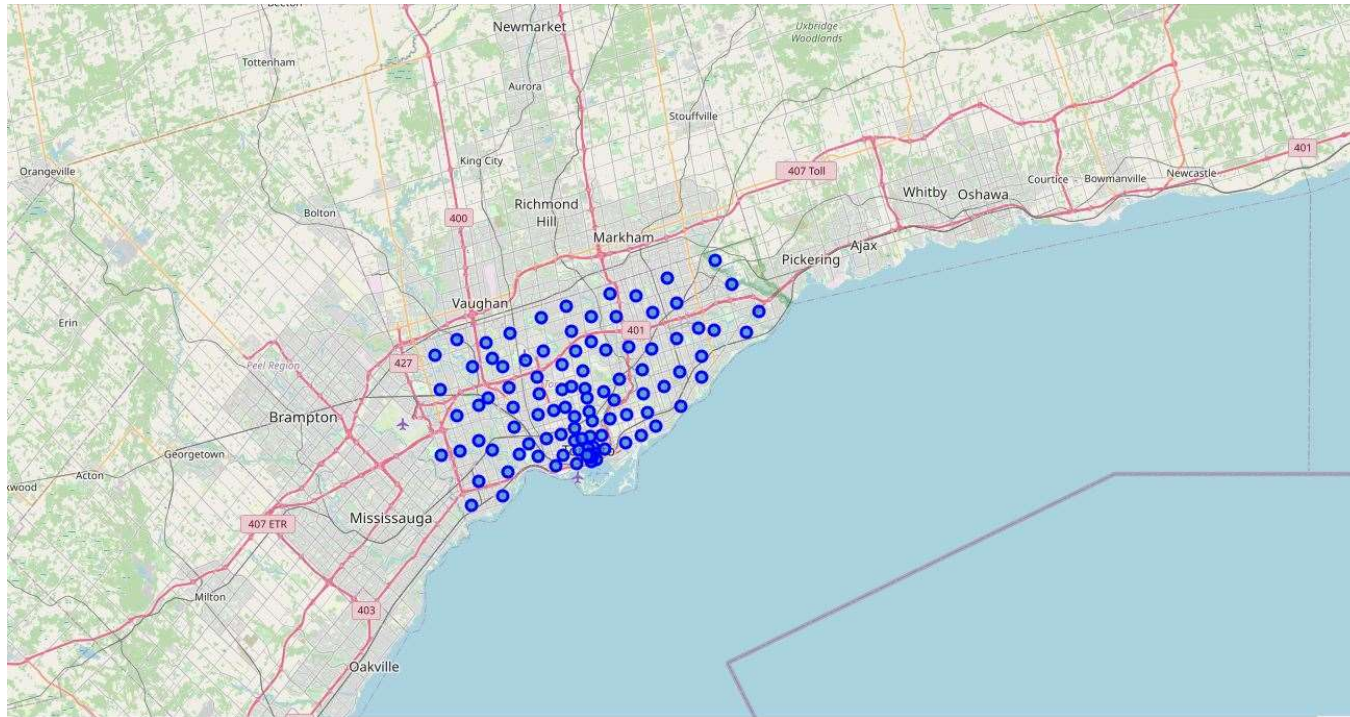 Newmarket
Uxbridge
Woodlands
Tottenham
Aurora
Stouffville
King City
401
Orangeville
407 Toll
Courtice
Bowmanville
Newcastle
Whitby
Oshawa
Richmond
Hill
Bolton
400
Markham
Ajax
Pickering
Vaughan
Erin
401
427
Peel Region
Brampton
Georgetown
Acton
kwood
Mississauga
407 ETR
Milton
403
Oakville